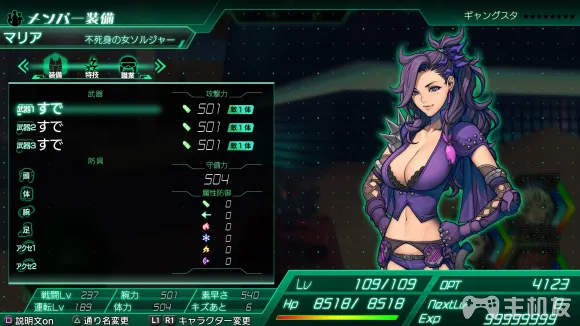 メンバー装備
ギャングスタ
マリア 不死身の女ソルジャー
装備 特技 職業
武器 攻撃力
武器1 すで 501 敵1体
武器2 すで 501 敵1体
武器3 すで 501 敵1体
防具 守備力
504
属性防御
頭 0
体 0
腕 0
足 0
アクセ1 0
アクセ2 0
Lv 109/109 OPT 4123
Hp 8518/ 8518 NextLv
Exp 99999999
戦闘Lv 237 腕力 501 素早さ 540
運転Lv 189 体力 504 キズあと 6
説明文on 通り名変更 L1 R1 キャラクター変更
主机友